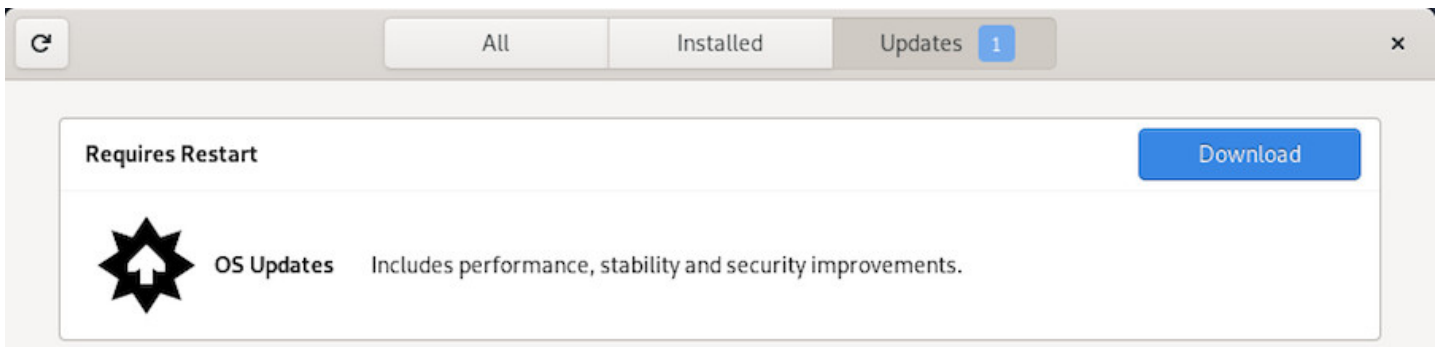 All Installed Updates 1
Requires Restart Download
OS Updates Includes performance, stability and security improvements.